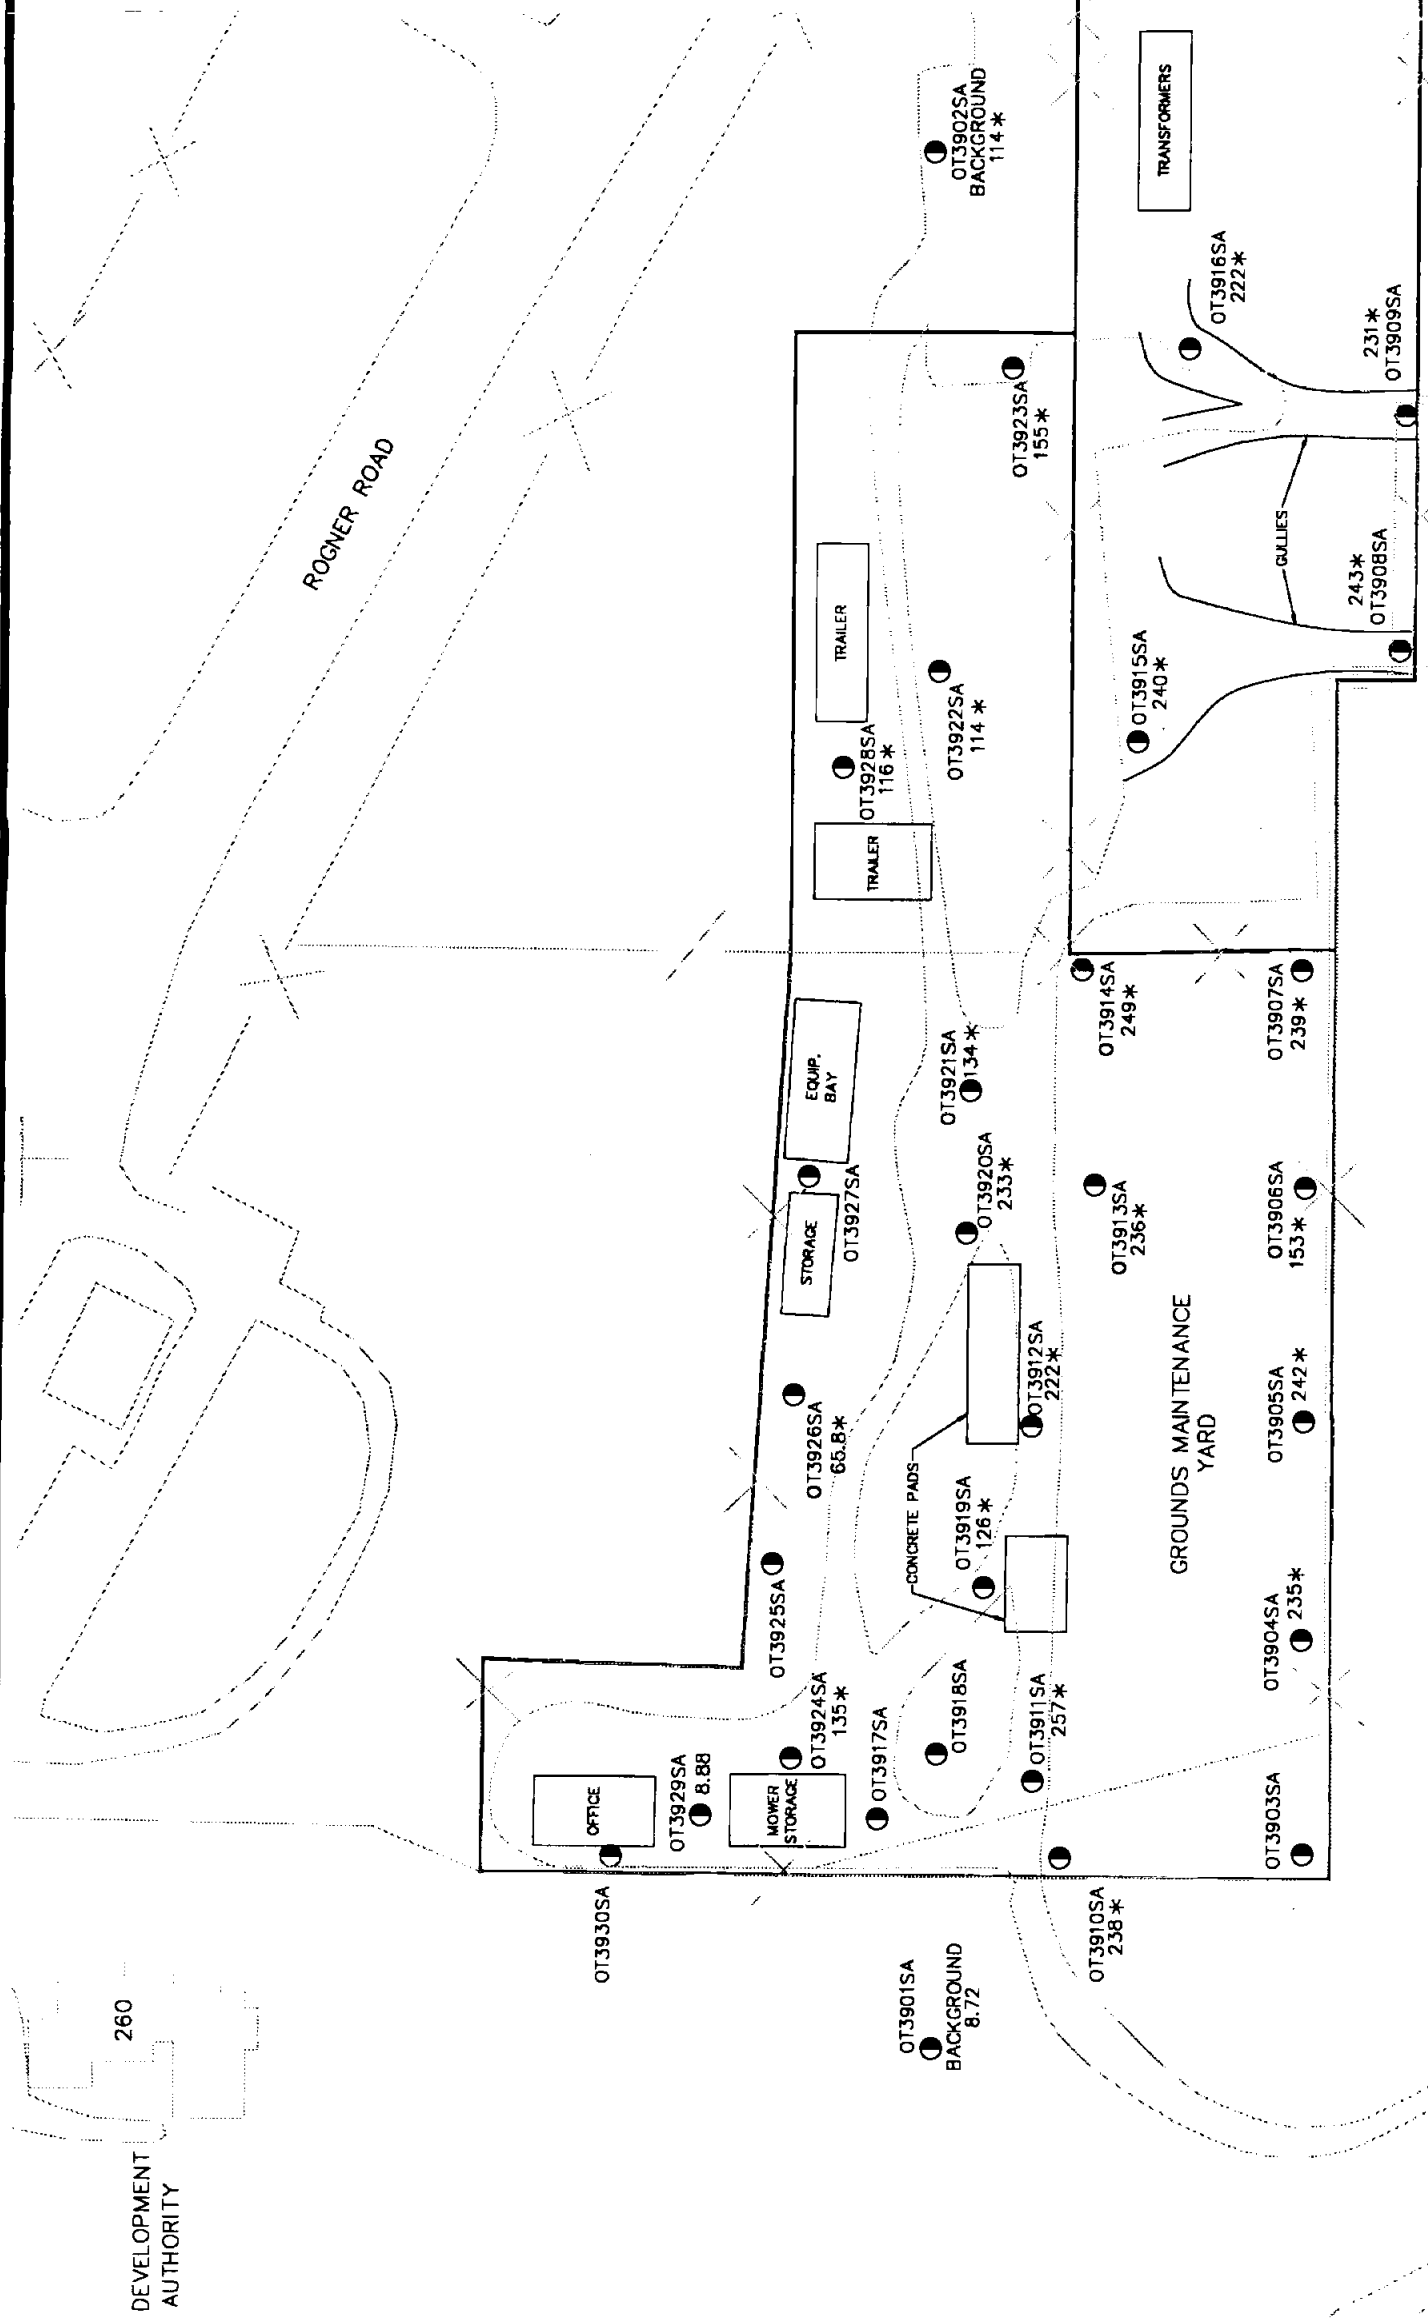 DEVELOPMENT
AUTHORITY
260
ROGNER ROAD
OT3930SA
OFFICE
OT3929SA
8.88
MOWER
STORAGE
OT3924SA
135*
OT3925SA
OT3926SA
65.8*
STORAGE
OT3927SA
EQUIP.
BAY
TRAILER
OT3928SA
116*
TRAILER
OT3901SA
BACKGROUND
8.72
OT3917SA
OT3918SA
CONCRETE PADS
OT3919SA
126*
OT3920SA
233*
OT3921SA
134*
OT3922SA
114*
OT3923SA
155*
OT3902SA
BACKGROUND
114*
OT3910SA
238*
OT3911SA
257*
OT3912SA
222*
OT3913SA
236*
OT3914SA
249*
OT3915SA
240*
OT3916SA
222*
TRANSFORMERS
GROUNDS MAINTENANCE
YARD
GULLIES
OT3903SA
OT3904SA
235*
OT3905SA
242*
OT3906SA
153*
OT3907SA
239*
243*
OT3908SA
231*
OT3909SA